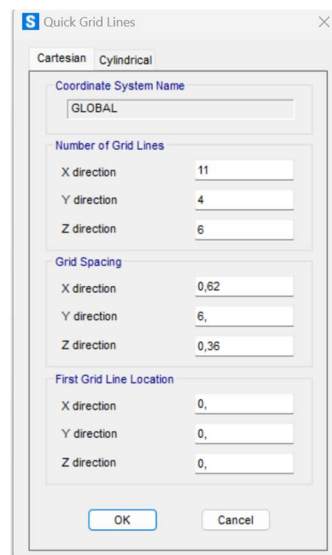 S Quick Grid Lines
Cartesian Cylindrical
Coordinate System Name
GLOBAL
Number of Grid Lines
X direction 11
Y direction 4
Z direction 6
Grid Spacing
X direction 0,62
Y direction 6,
Z direction 0,36
First Grid Line Location
X direction 0,
Y direction 0,
Z direction 0,
OK Cancel